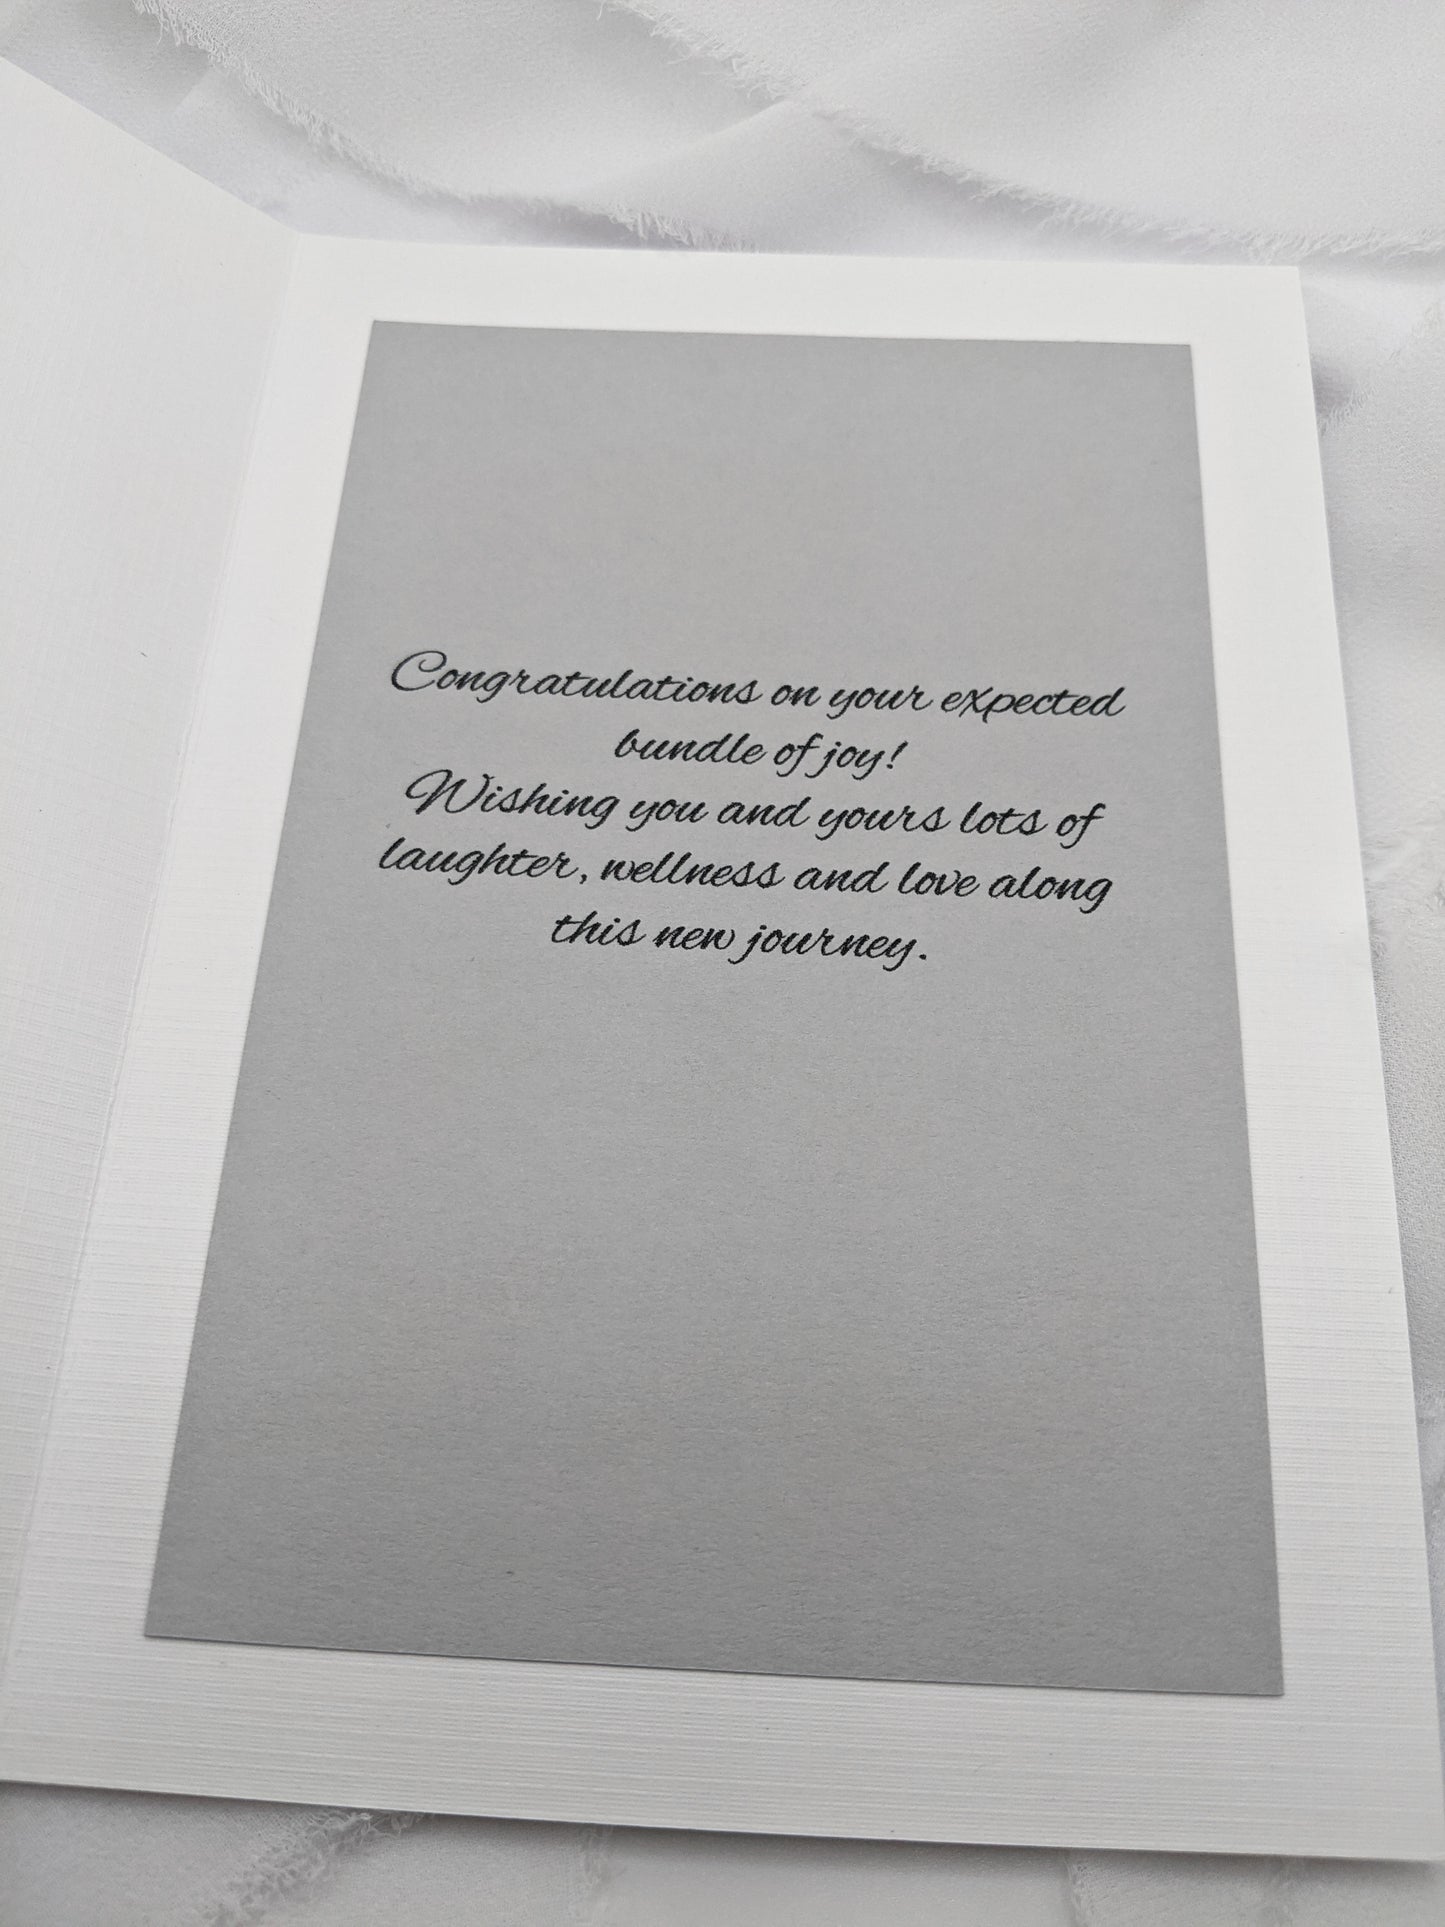 Congratulations on your expected
bundle of joy!
Wishing you and yours lots of
laughter, wellness and love along
this new journey.